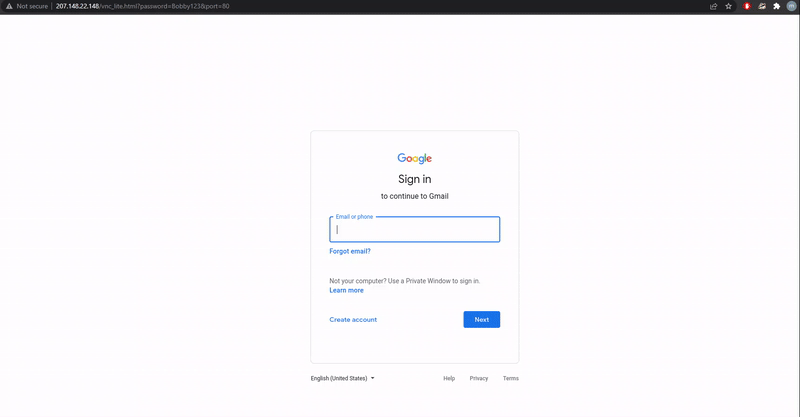 Not secure | 207.148.22.148/vnc_lite.html?password=Bobby123&port=80
Google
Sign in
to continue to Gmail
Email or phone
Forgot email?
Not your computer? Use a Private Window to sign in.
Learn more
Create account
Next
English (United States)
Help
Privacy
Terms